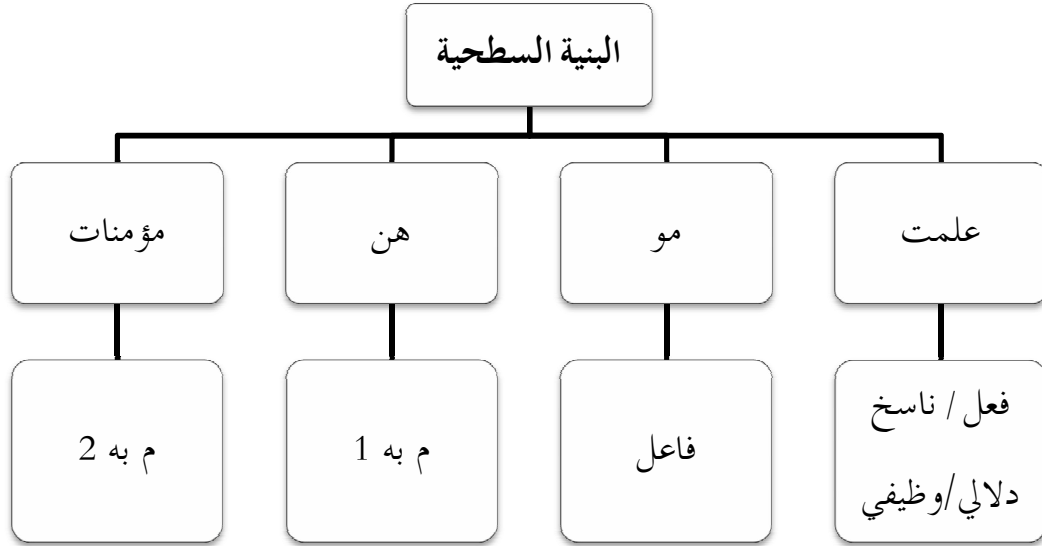 البنية السطحية
علمت
مو
هن
مؤمنات
فعل / ناسخ
دلالي/وظيفي
فاعل
م به 1
م به 2